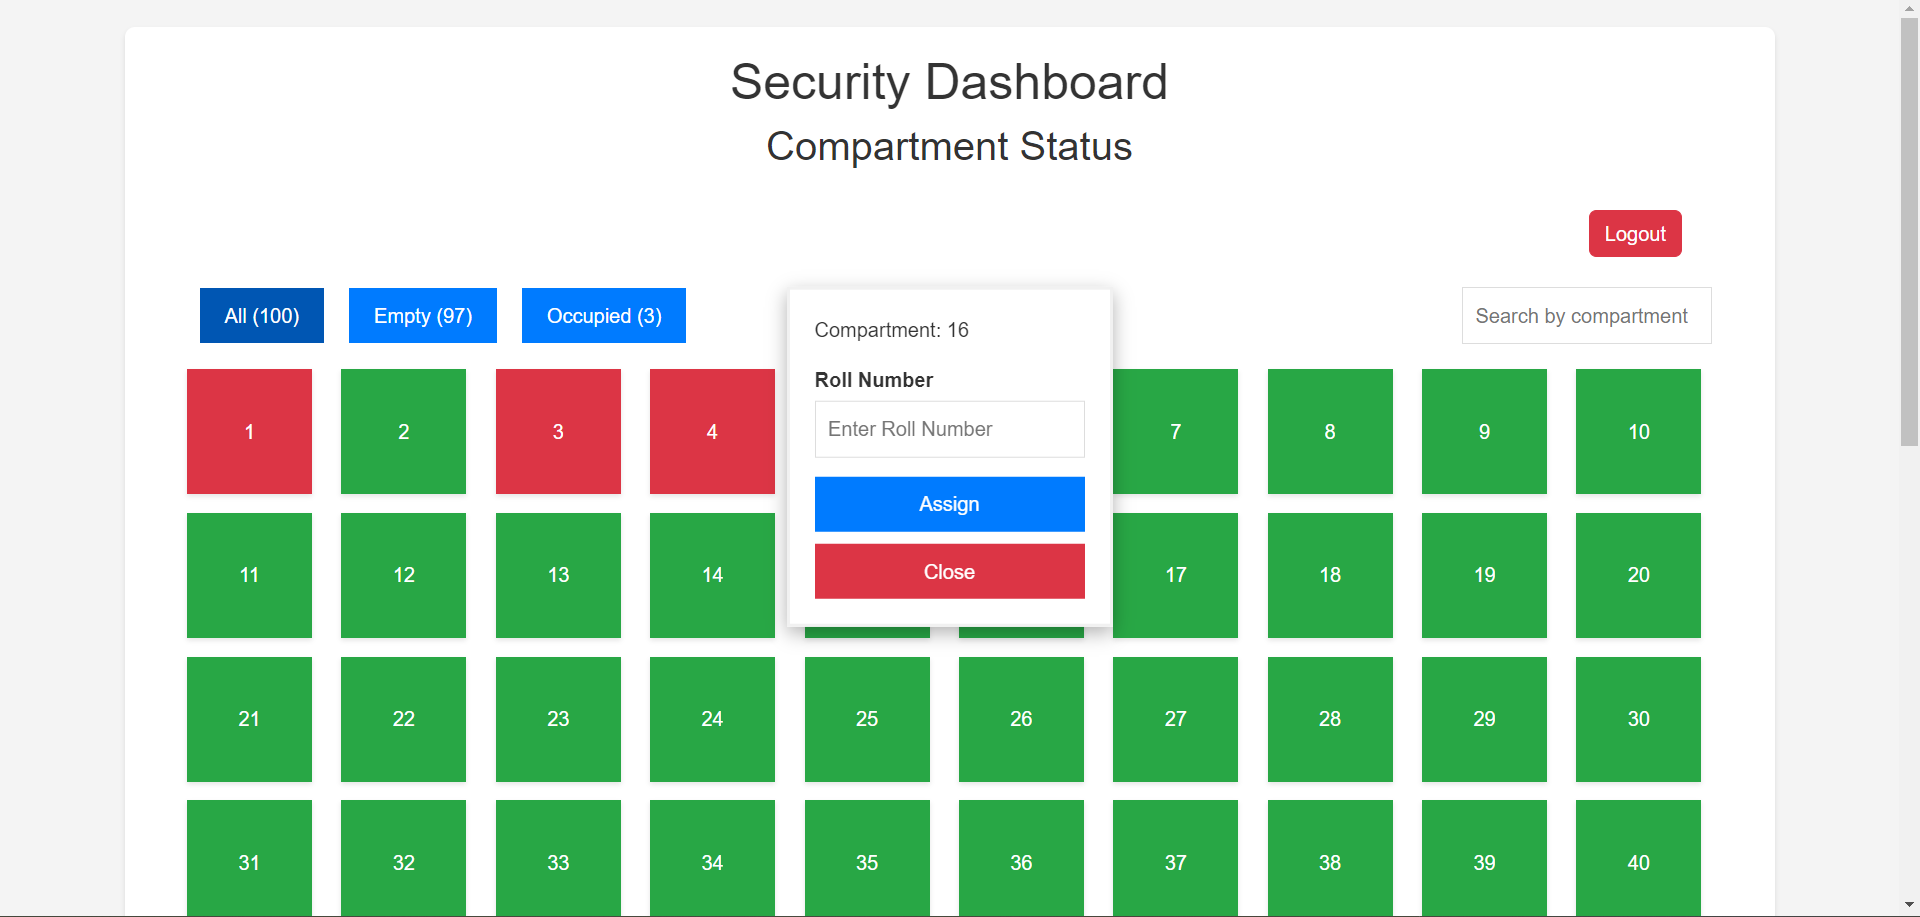 Security Dashboard
Compartment Status
Logout
All (100) Empty (97) Occupied (3)
Search by compartment
Compartment: 16
Roll Number
Enter Roll Number
Assign
Close
1 2 3 4 7 8 9 10
11 12 13 14 17 18 19 20
21 22 23 24 25 26 27 28 29 30
31 32 33 34 35 36 37 38 39 40